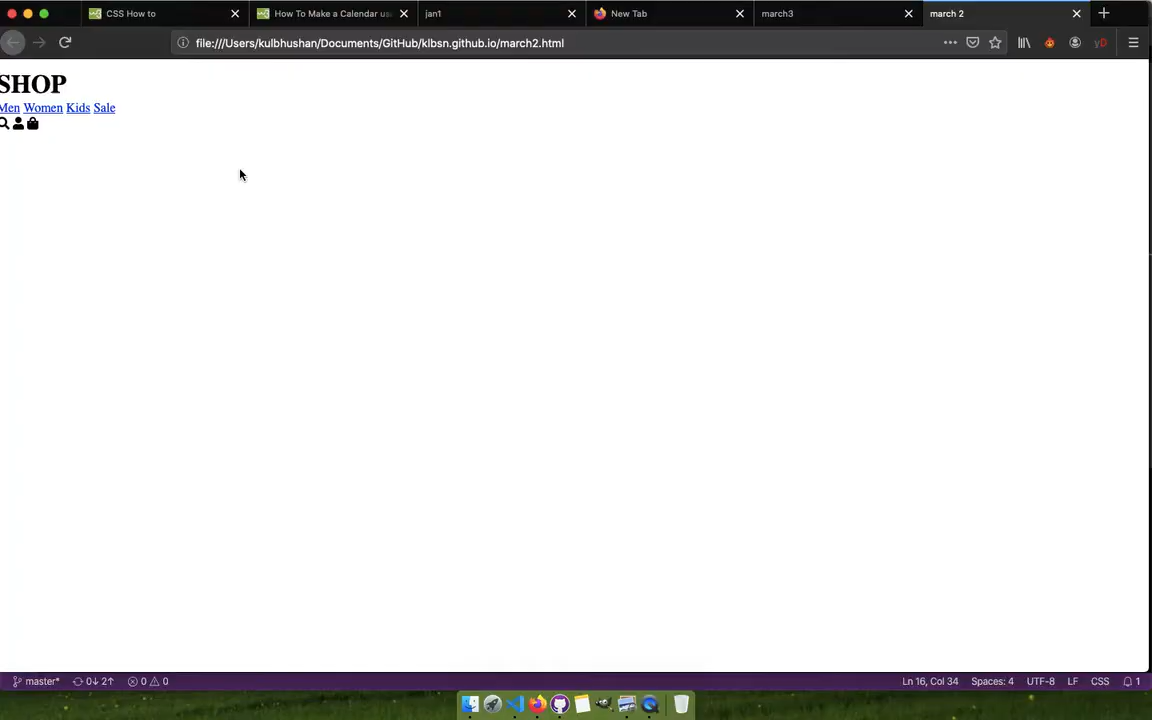 CSS How to
How To Make a Calendar us
jan1
New Tab
march3
march 2
file:///Users/kulbhushan/Documents/GitHub/klbsn.github.io/march2.html
yD
SHOP
Men Women Kids Sale
master* 0↓ 2↑ 0 0 Ln 16, Col 34 Spaces: 4 UTF-8 LF CSS 1